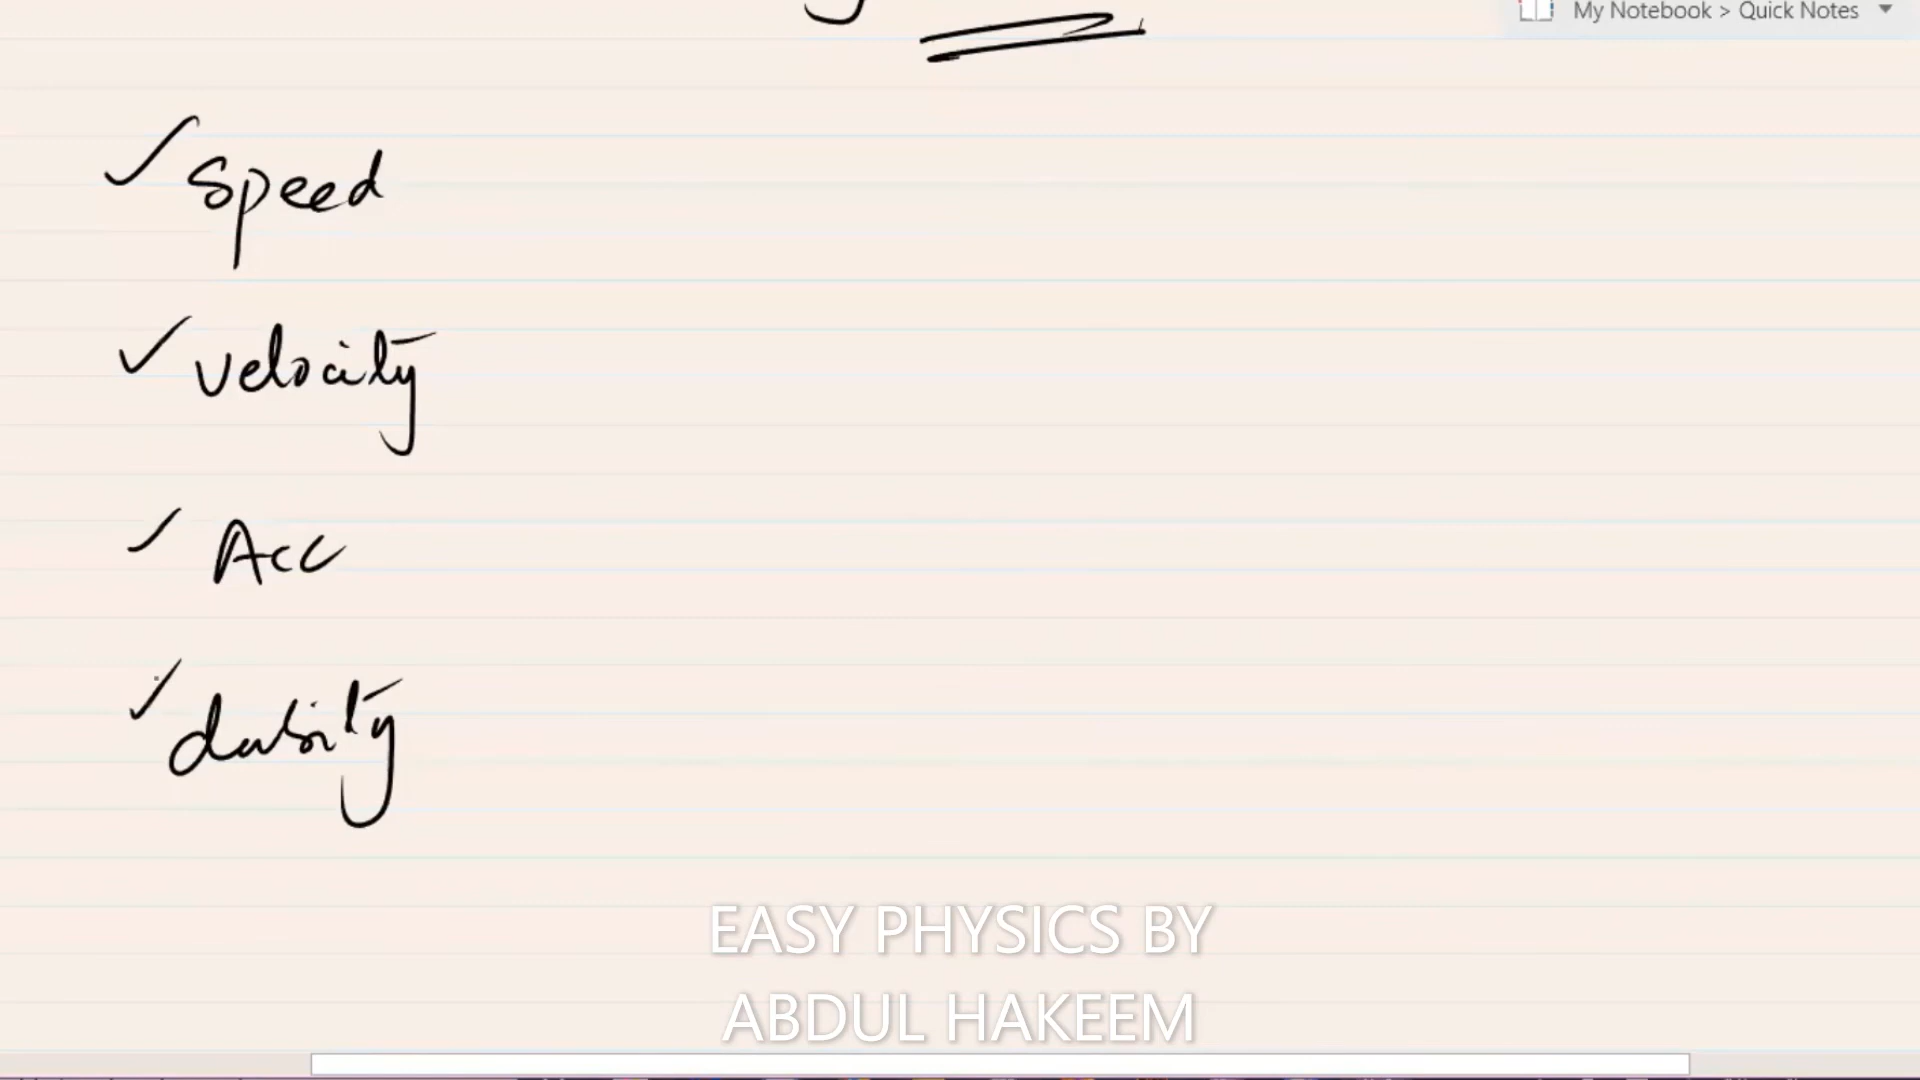 My Notebook > Quick Notes
speed
velocity
Acc
density
EASY PHYSICS BY
ABDUL HAKEEM